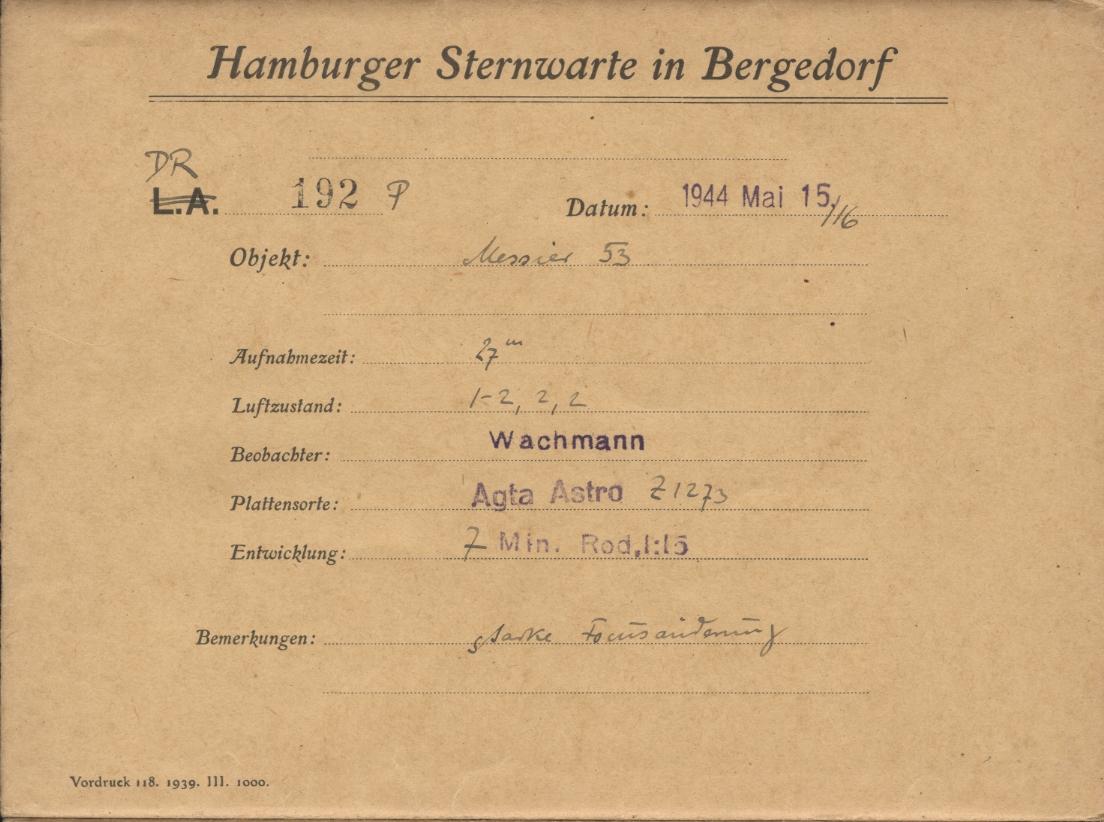 Hamburger Sternwarte in Bergedorf
DR
L.A. 192 P Datum: 1944 Mai 15./16
Objekt: Messier 53
Aufnahmezeit: 27ᵐ
Luftzustand: 1-2, 2, 2
Beobachter: Wachmann
Plattensorte: Agfa Astro Z1273
Entwicklung: 7 Min. Rod. 1:15
Bemerkungen: starke Focusänderung
Vordruck 118. 1939. III. 1000.